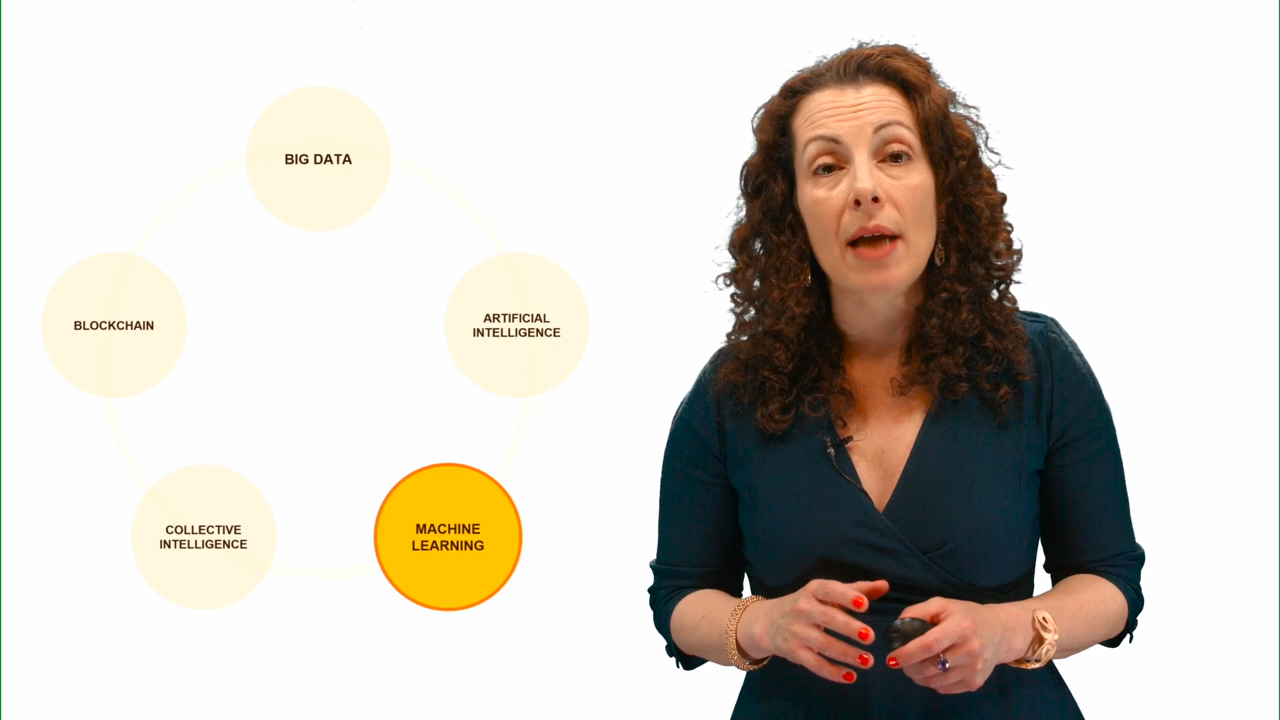 BIG DATA
BLOCKCHAIN
ARTIFICIAL
INTELLIGENCE
COLLECTIVE
INTELLIGENCE
MACHINE
LEARNING